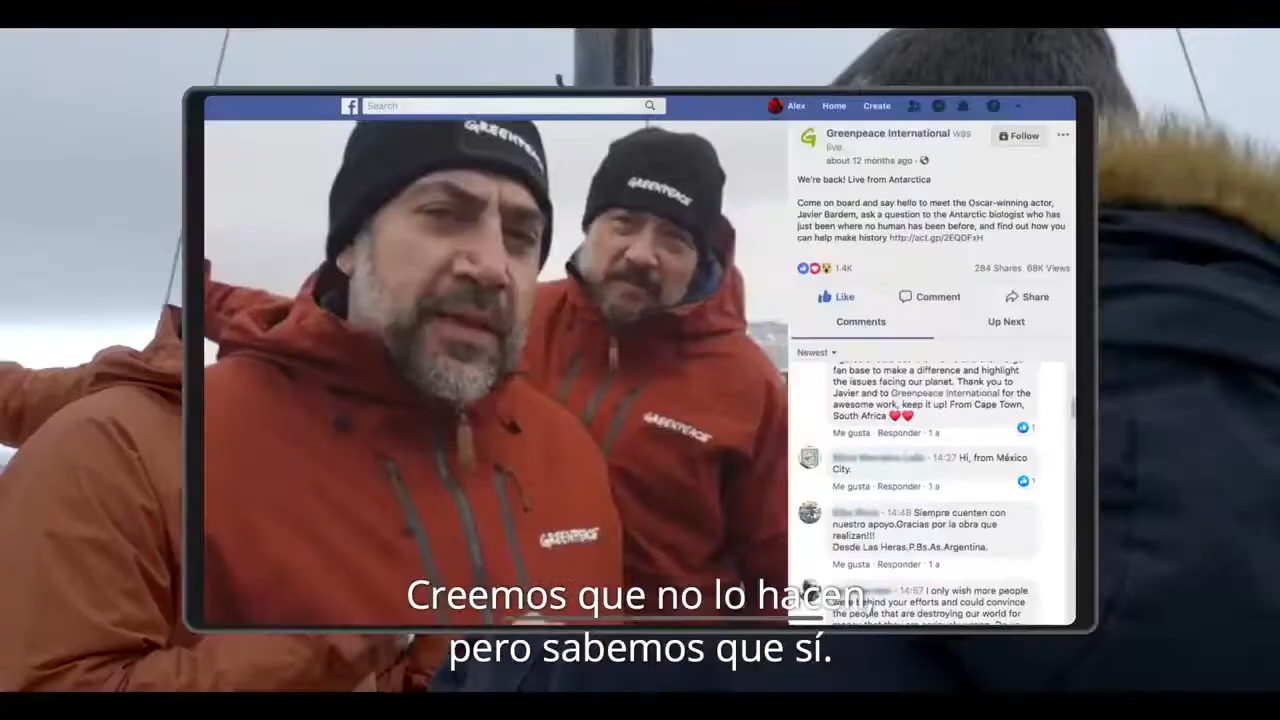 Search
Alex
Home
Create
GREENPEACE
GREENPEACE
GREENPEACE
GREENPEACE
Greenpeace International was
live.
about 12 months ago ·
Follow
We're back! Live from Antarctica
Come on board and say hello to meet the Oscar-winning actor,
Javier Bardem, ask a question to the Antarctic biologist who has
just been where no human has been before, and find out how you
can help make history http://act.gp/2EQDFxH
1.4K
284 Shares 68K Views
Like
Comment
Share
Comments
Up Next
Newest
fan base to make a difference and highlight
the issues facing our planet. Thank you to
Javier and to Greenpeace International for the
awesome work, keep it up! From Cape Town,
South Africa ❤❤
1
Me gusta · Responder · 1 a
· 14:27 Hi, from México
City.
1
Me gusta · Responder · 1 a
· 14:48 Siempre cuenten con
nuestro apoyo.Gracias por la obra que
realizan!!!
Desde Las Heras.P.Bs.As.Argentina.
Me gusta · Responder · 1 a
· 14:57 I only wish more people
were behind your efforts and could convince
the people that are destroying our world for
Creemos que no lo hacen,
pero sabemos que sí.